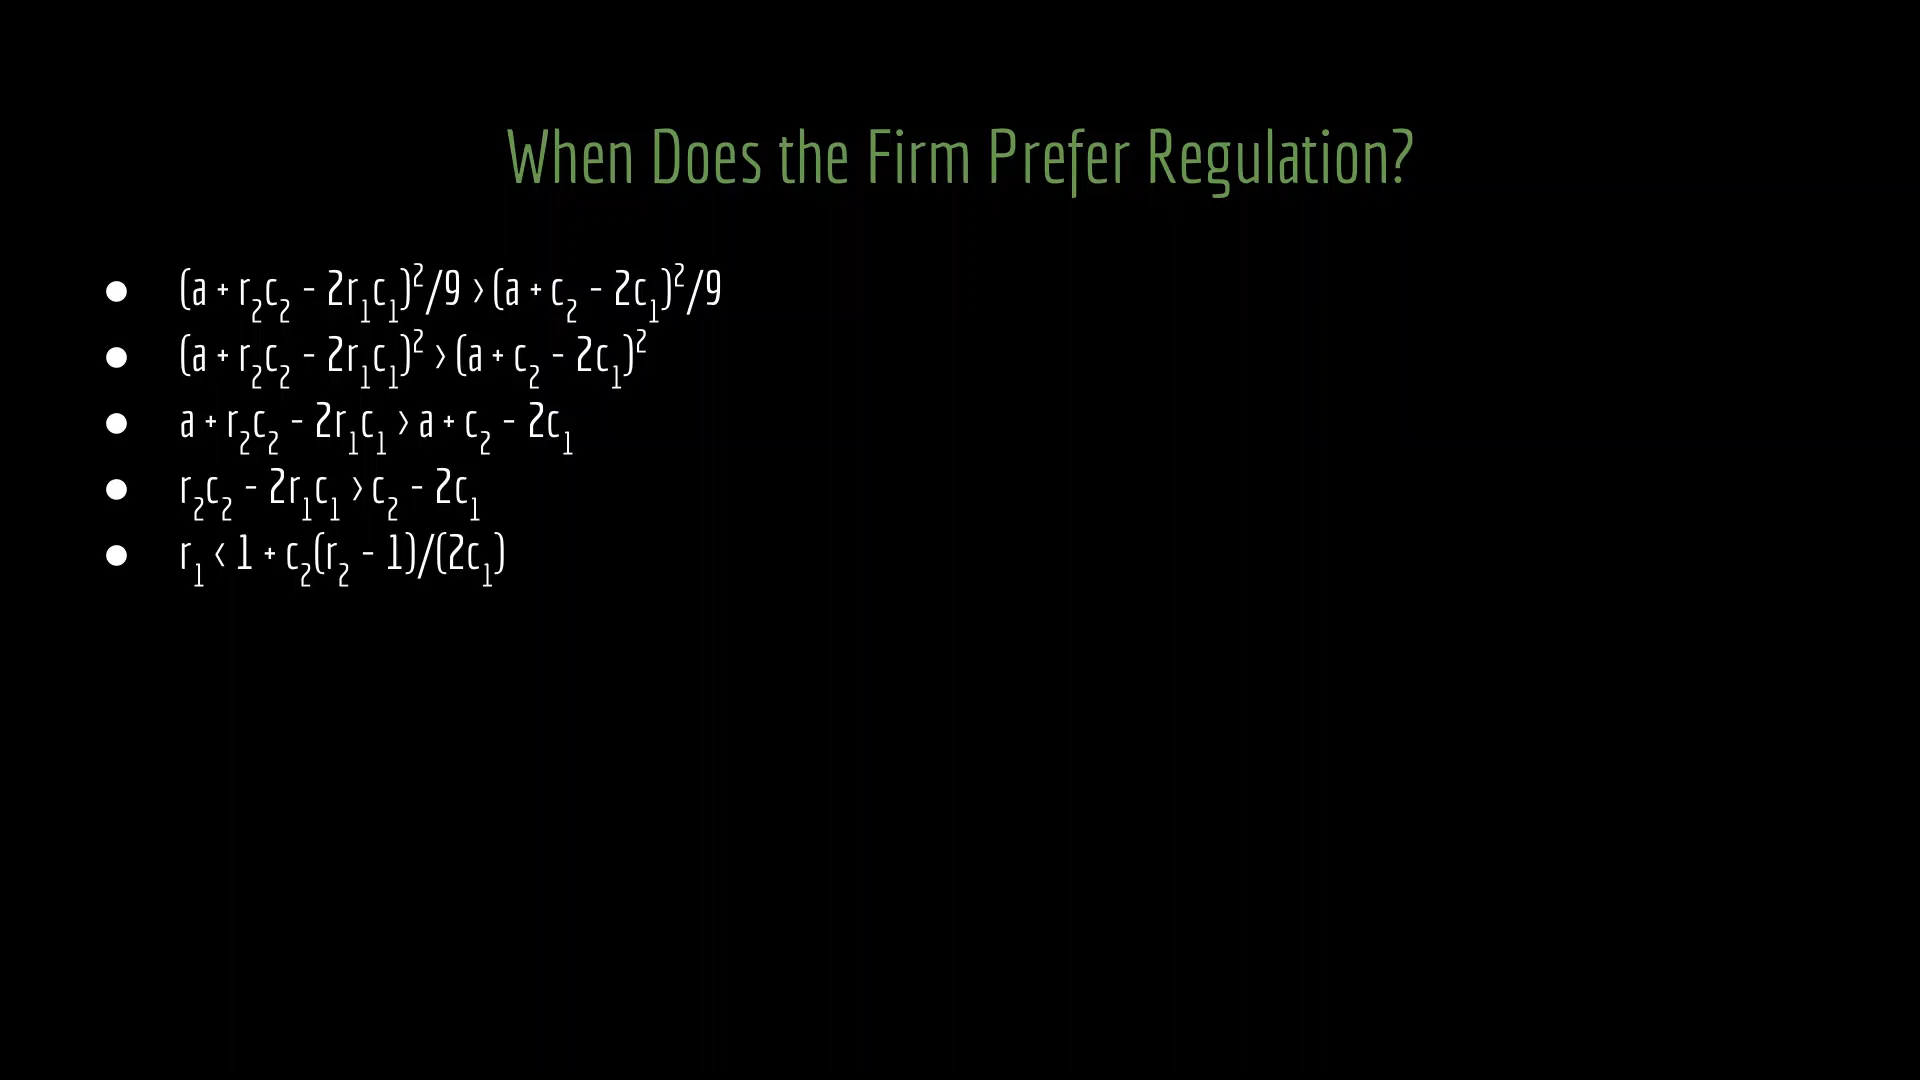 When Does the Firm Prefer Regulation?
● (a + r₂c₂ - 2r₁c₁)²/9 > (a + c₂ - 2c₁)²/9
● (a + r₂c₂ - 2r₁c₁)² > (a + c₂ - 2c₁)²
● a + r₂c₂ - 2r₁c₁ > a + c₂ - 2c₁
● r₂c₂ - 2r₁c₁ > c₂ - 2c₁
● r₁ < 1 + c₂(r₂ - 1)/(2c₁)